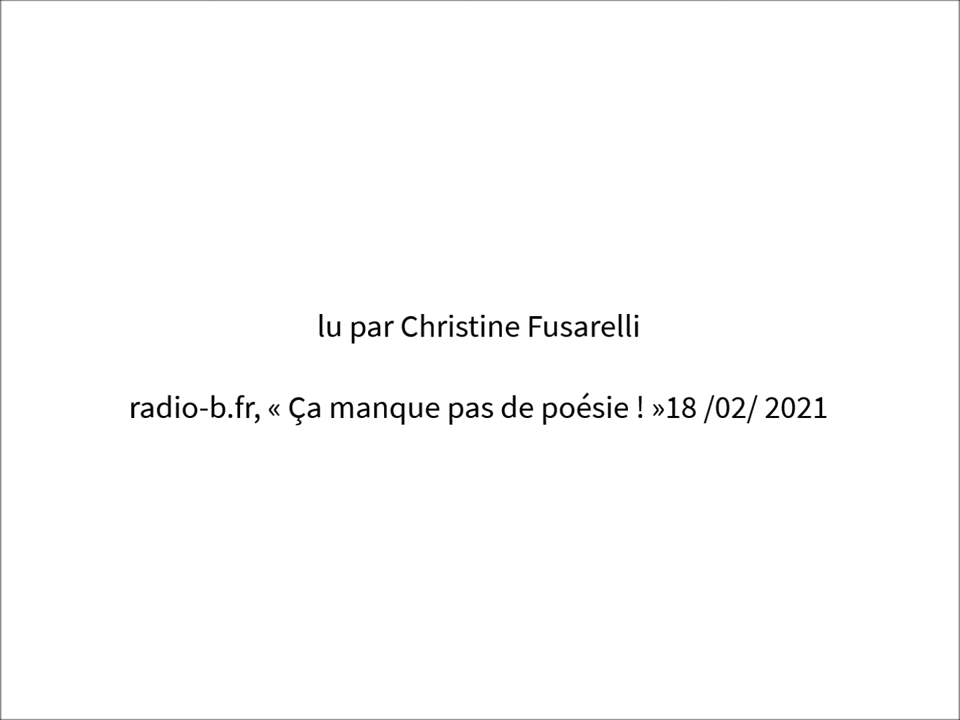 lu par Christine Fusarelli
radio-b.fr, « Ça manque pas de poésie ! »18 /02/ 2021